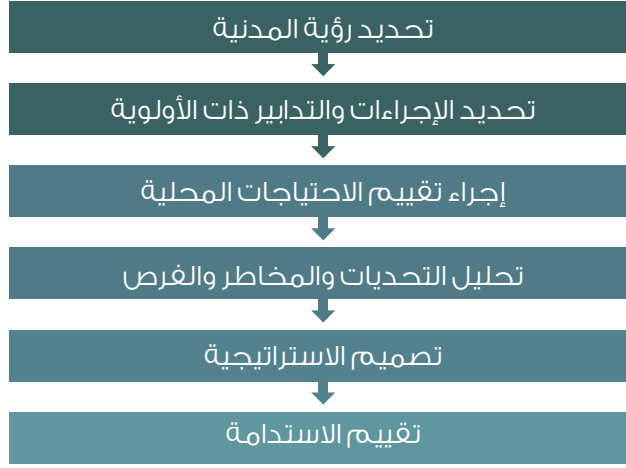 تحديد رؤية المدنية
تحديد الإجراءات والتدابير ذات الأولوية
إجراء تقييم الاحتياجات المحلية
تحليل التحديات والمخاطر والفرص
تصميم الاستراتيجية
تقييم الاستدامة